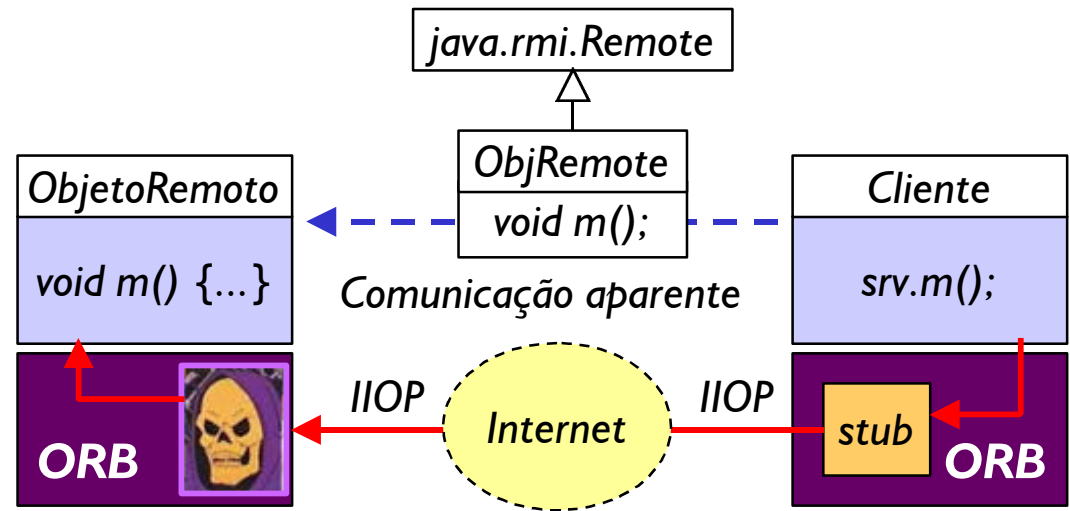 java.rmi.Remote
ObjRemote
void m();
ObjetoRemoto
void m() {...}
Cliente
srv.m();
Comunicação aparente
IIOP
Internet
IIOP
stub
ORB
ORB